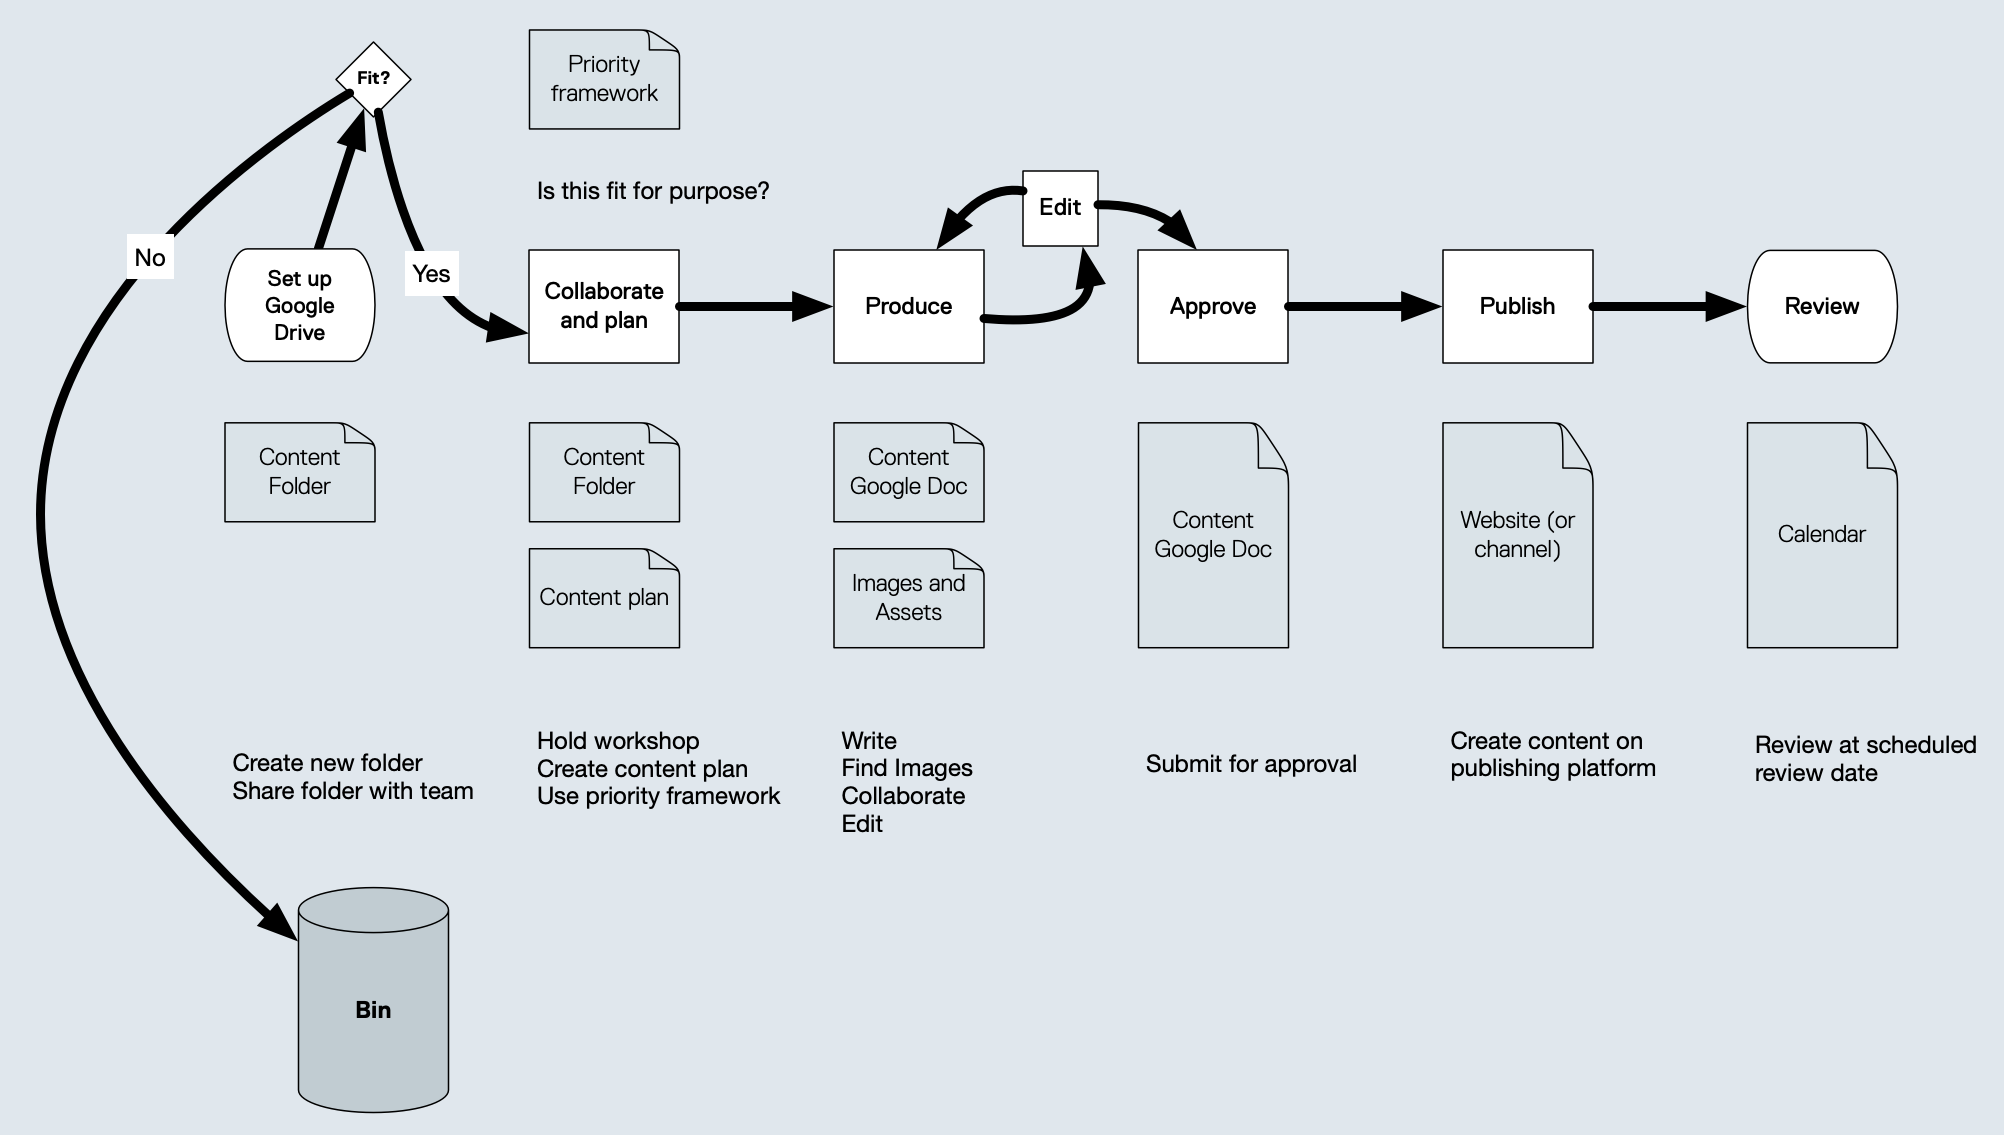 Fit?
Priority
framework
Is this fit for purpose?
Edit
No
Yes
Set up
Google
Drive
Collaborate
and plan
Produce
Approve
Publish
Review
Content
Folder
Content
Folder
Content
Google Doc
Content
Google Doc
Website (or
channel)
Calendar
Content plan
Images and
Assets
Create new folder
Share folder with team
Hold workshop
Create content plan
Use priority framework
Write
Find Images
Collaborate
Edit
Submit for approval
Create content on
publishing platform
Review at scheduled
review date
Bin